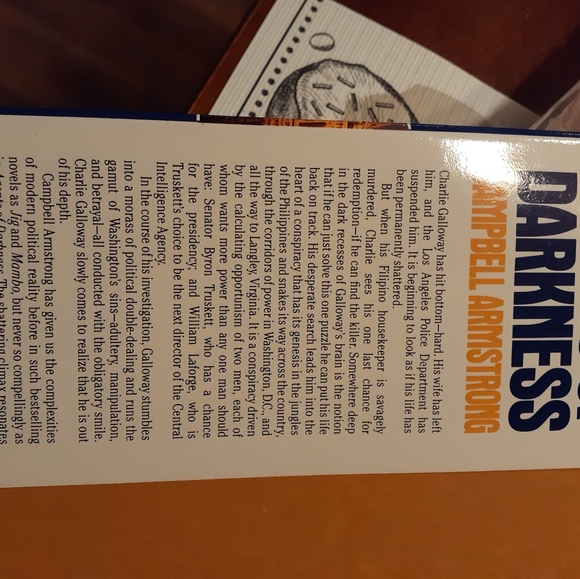 DARKNESS
CAMPBELL ARMSTRONG
Charlie Galloway has hit bottom—hard. His wife has left
him, and the Los Angeles Police Department has
suspended him. It is beginning to look as if his life has
been permanently shattered.
But when his Filipino housekeeper is savagely
murdered, Charlie sees his one last chance for
redemption—if he can find the killer. Somewhere deep
in the dark recesses of Galloway's brain is the notion
that if he can just solve this one puzzle he can put his life
back on track. His desperate search leads him into the
heart of a conspiracy that has its genesis in the jungles
of the Philippines and snakes its way across the country,
through the corridors of power in Washington, D.C., and
all the way to Langley, Virginia. It is a conspiracy driven
by the calculating opportunism of two men, each of
whom wants more power than any one man should
have: Senator Byron Truskett, who has a chance
for the presidency; and William Laforge, who is
Truskett's choice to be the next director of the Central
Intelligence Agency.
In the course of his investigation, Galloway stumbles
into a morass of political double-dealing and runs the
gamut of Washington's sins—adultery, manipulation,
and betrayal—all conducted with the obligatory smile.
Charlie Galloway slowly comes to realize that he is out
of his depth.
Campbell Armstrong has given us the complexities
of modern political reality before in such bestselling
novels as Jig and Mambo, but never so compellingly as
in Agents of Darkness. The shattering climax resonates